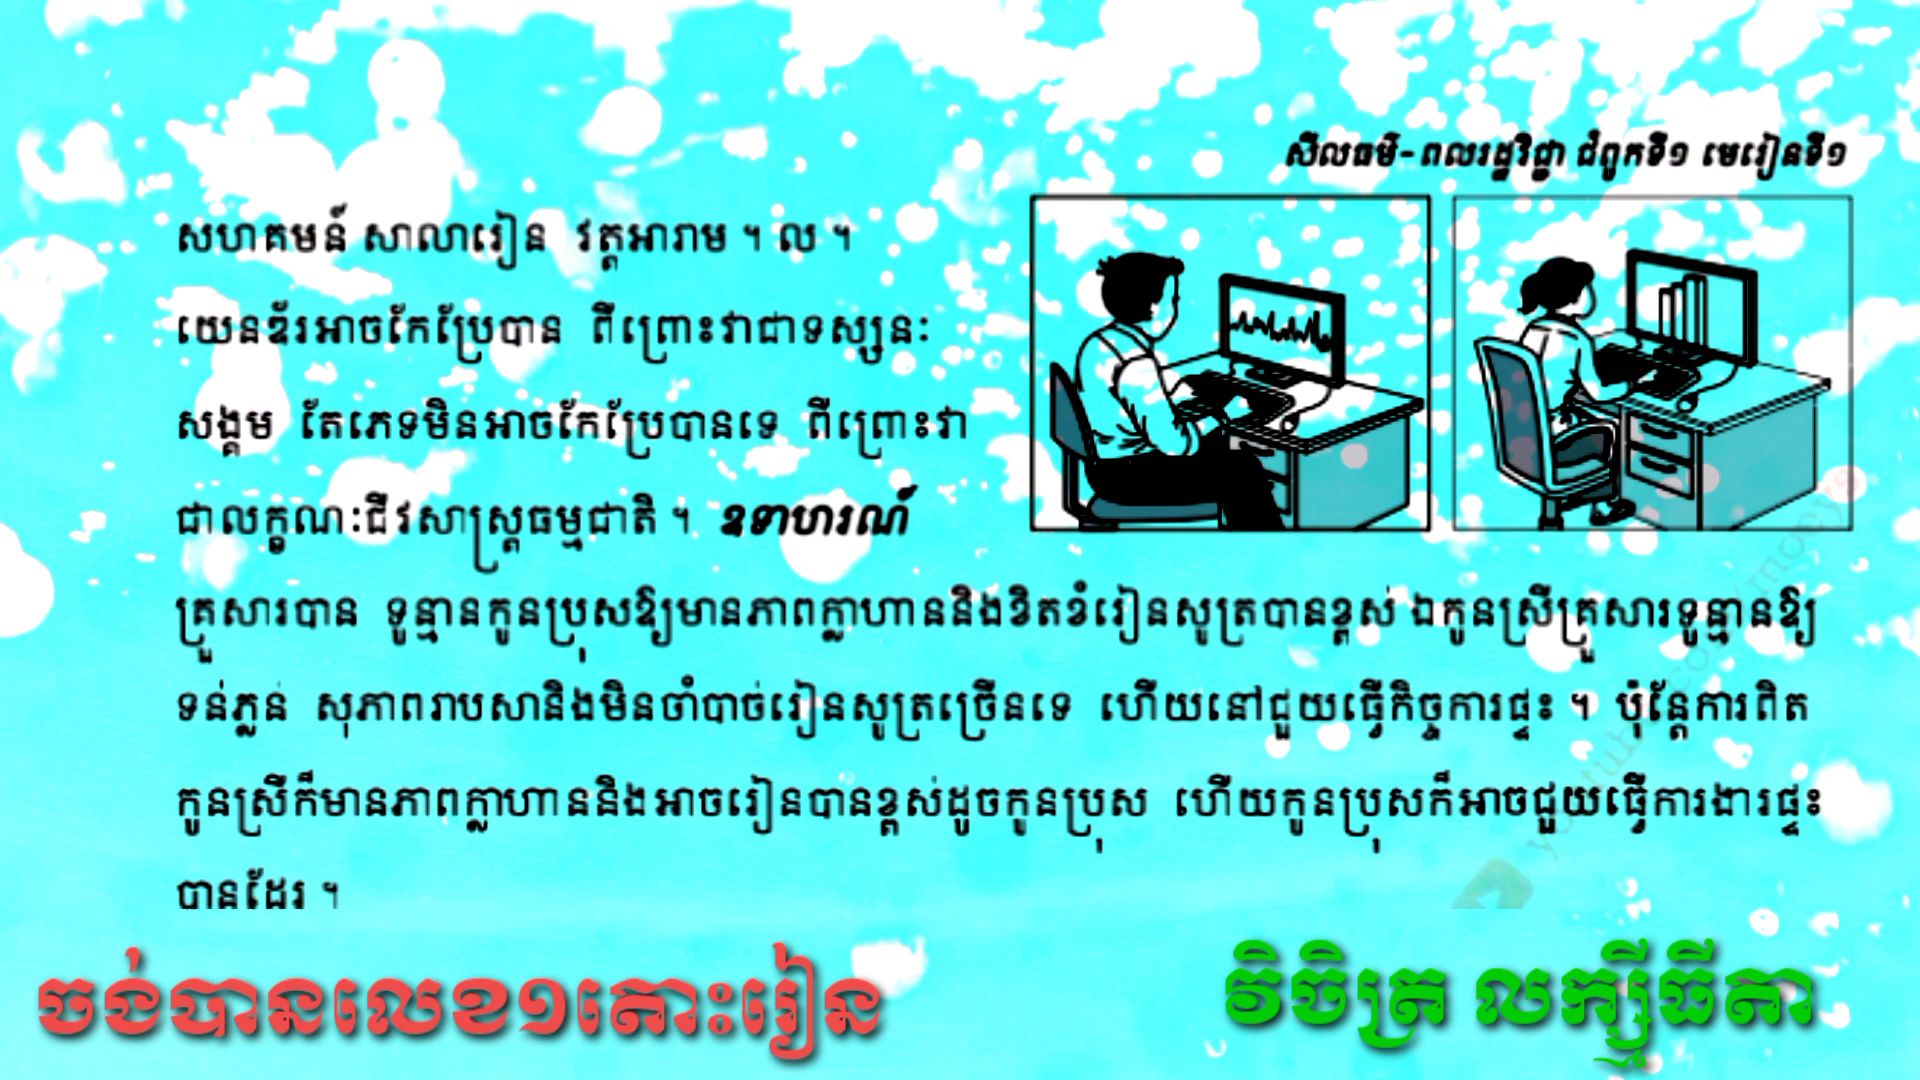 សីលធម៌-ពលរដ្ឋវិជ្ជា ជំពូកទី១ មេរៀនទី១
សហគមន៍ សាលារៀន វត្តអារាម ។ ល ។
យេនឌ័រអាចកែប្រែបាន ពីព្រោះវាជាទស្សនៈ
សង្គម តែភេទមិនអាចកែប្រែបានទេ ពីព្រោះវា
ជាលក្ខណៈជីវសាស្ត្រធម្មជាតិ ។ ឧទាហរណ៍
គ្រួសារបាន ទូន្មានកូនប្រុសឱ្យមានភាពក្លាហាននិងខិតខំរៀនសូត្របានខ្ពស់ ឯកូនស្រីគ្រួសារទូន្មានឱ្យ
ទន់ភ្លន់ សុភាពរាបសានិងមិនចាំបាច់រៀនសូត្រច្រើនទេ ហើយនៅជួយធ្វើកិច្ចការផ្ទះ ។ ប៉ុន្តែការពិត
កូនស្រីក៏មានភាពក្លាហាននិងអាចរៀនបានខ្ពស់ដូចកូនប្រុស ហើយកូនប្រុសក៏អាចជួយធ្វើការងារផ្ទះ
បានដែរ ។
ចង់បានលេខ១តោះរៀន
វិចិត្រ លក្ស្មីធីតា